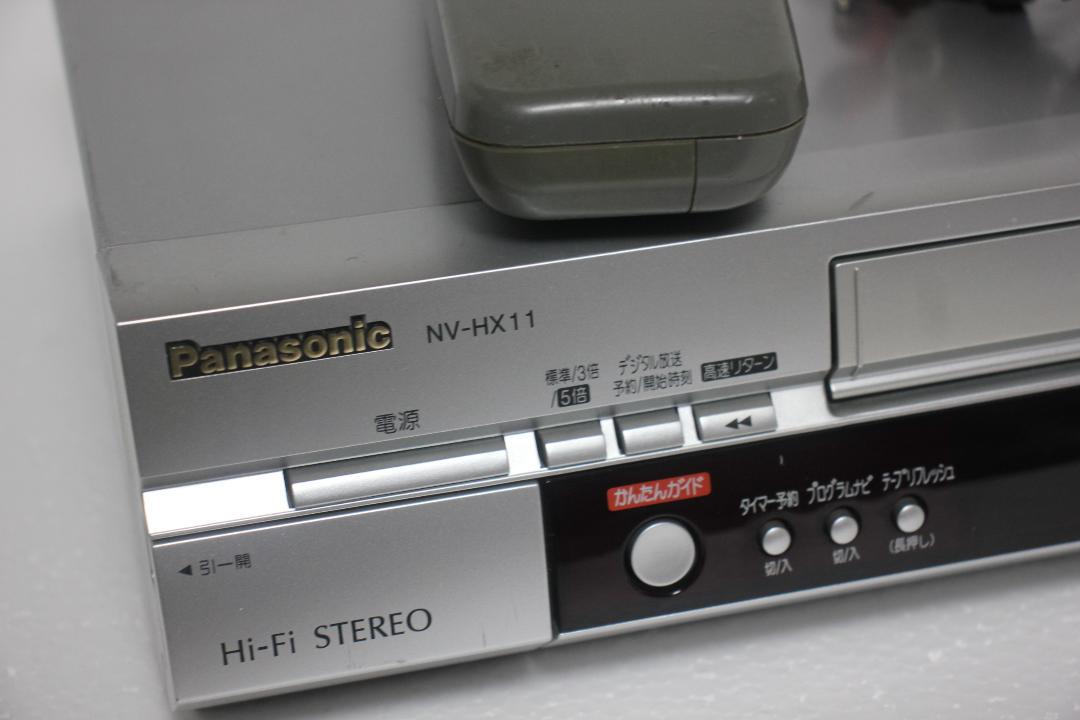 Panasonic NV-HX11
標準/3倍
/5倍
デジタル放送
予約/開始時刻
高速リターン
電源
かんたんガイド
タイマー予約
切/入
プログラムナビ
切/入
テープリフレッシュ
(長押し)
◀引一開
Hi-Fi STEREO